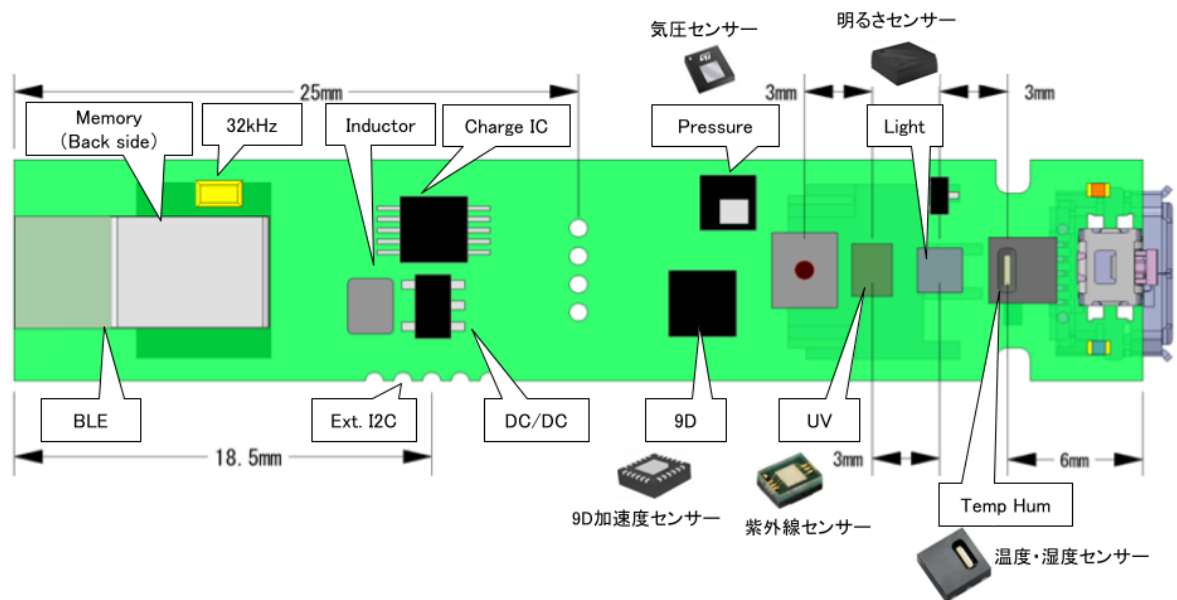 気圧センサー
明るさセンサー
25mm
3mm
3mm
Memory
(Back side)
32kHz
Inductor
Charge IC
Pressure
Light
BLE
Ext. I2C
DC/DC
9D
UV
18.5mm
3mm
6mm
Temp Hum
9D加速度センサー
紫外線センサー
温度・湿度センサー